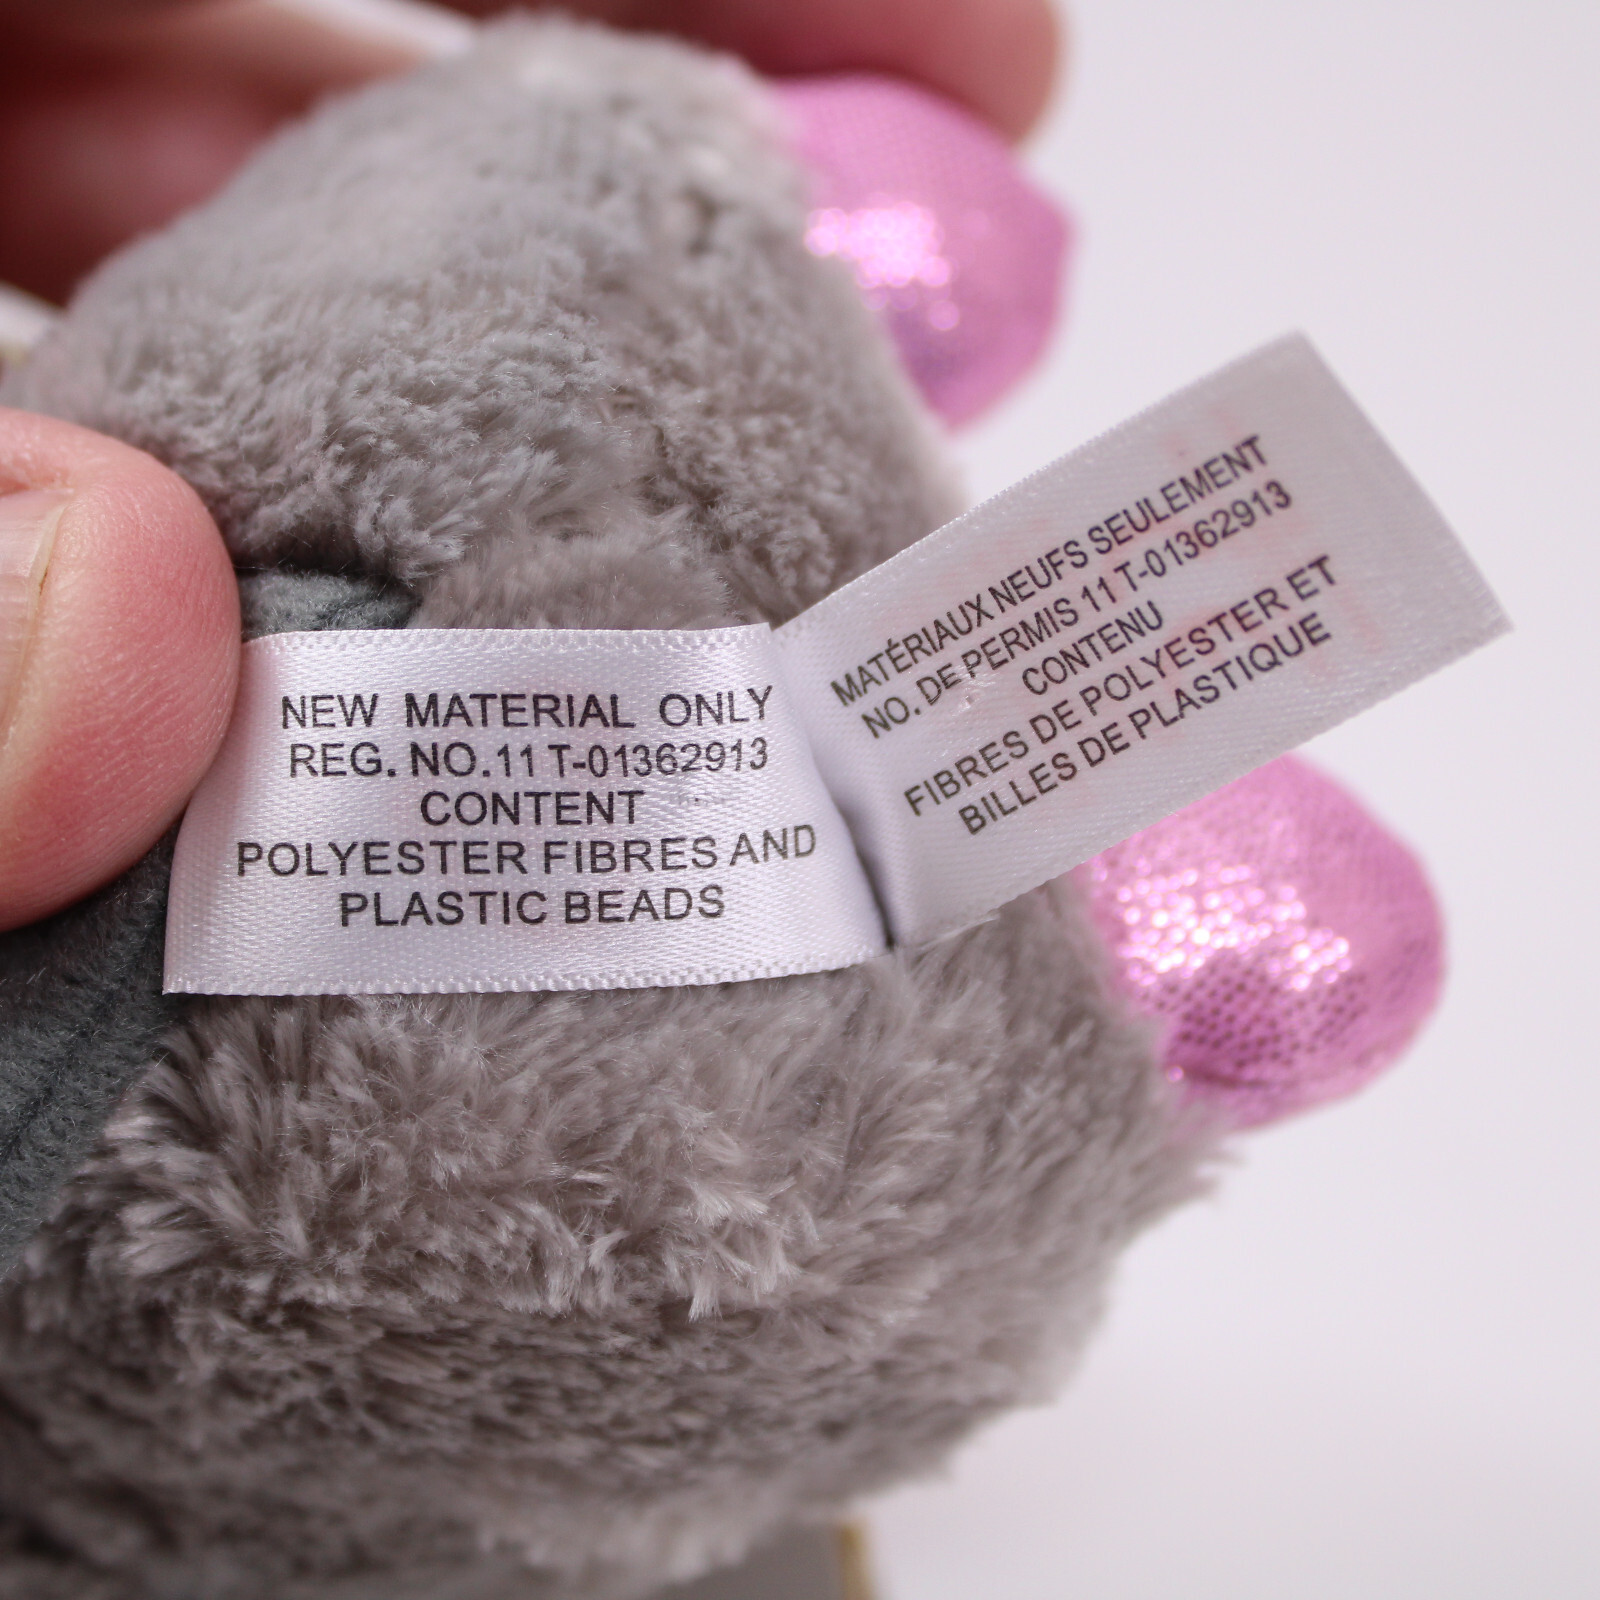 NEW MATERIAL ONLY
REG. NO.11 T-01362913
CONTENT
POLYESTER FIBRES AND
PLASTIC BEADS
MATÉRIAUX NEUFS SEULEMENT
NO. DE PERMIS 11 T-01362913
CONTENU
FIBRES DE POLYESTER ET
BILLES DE PLASTIQUE